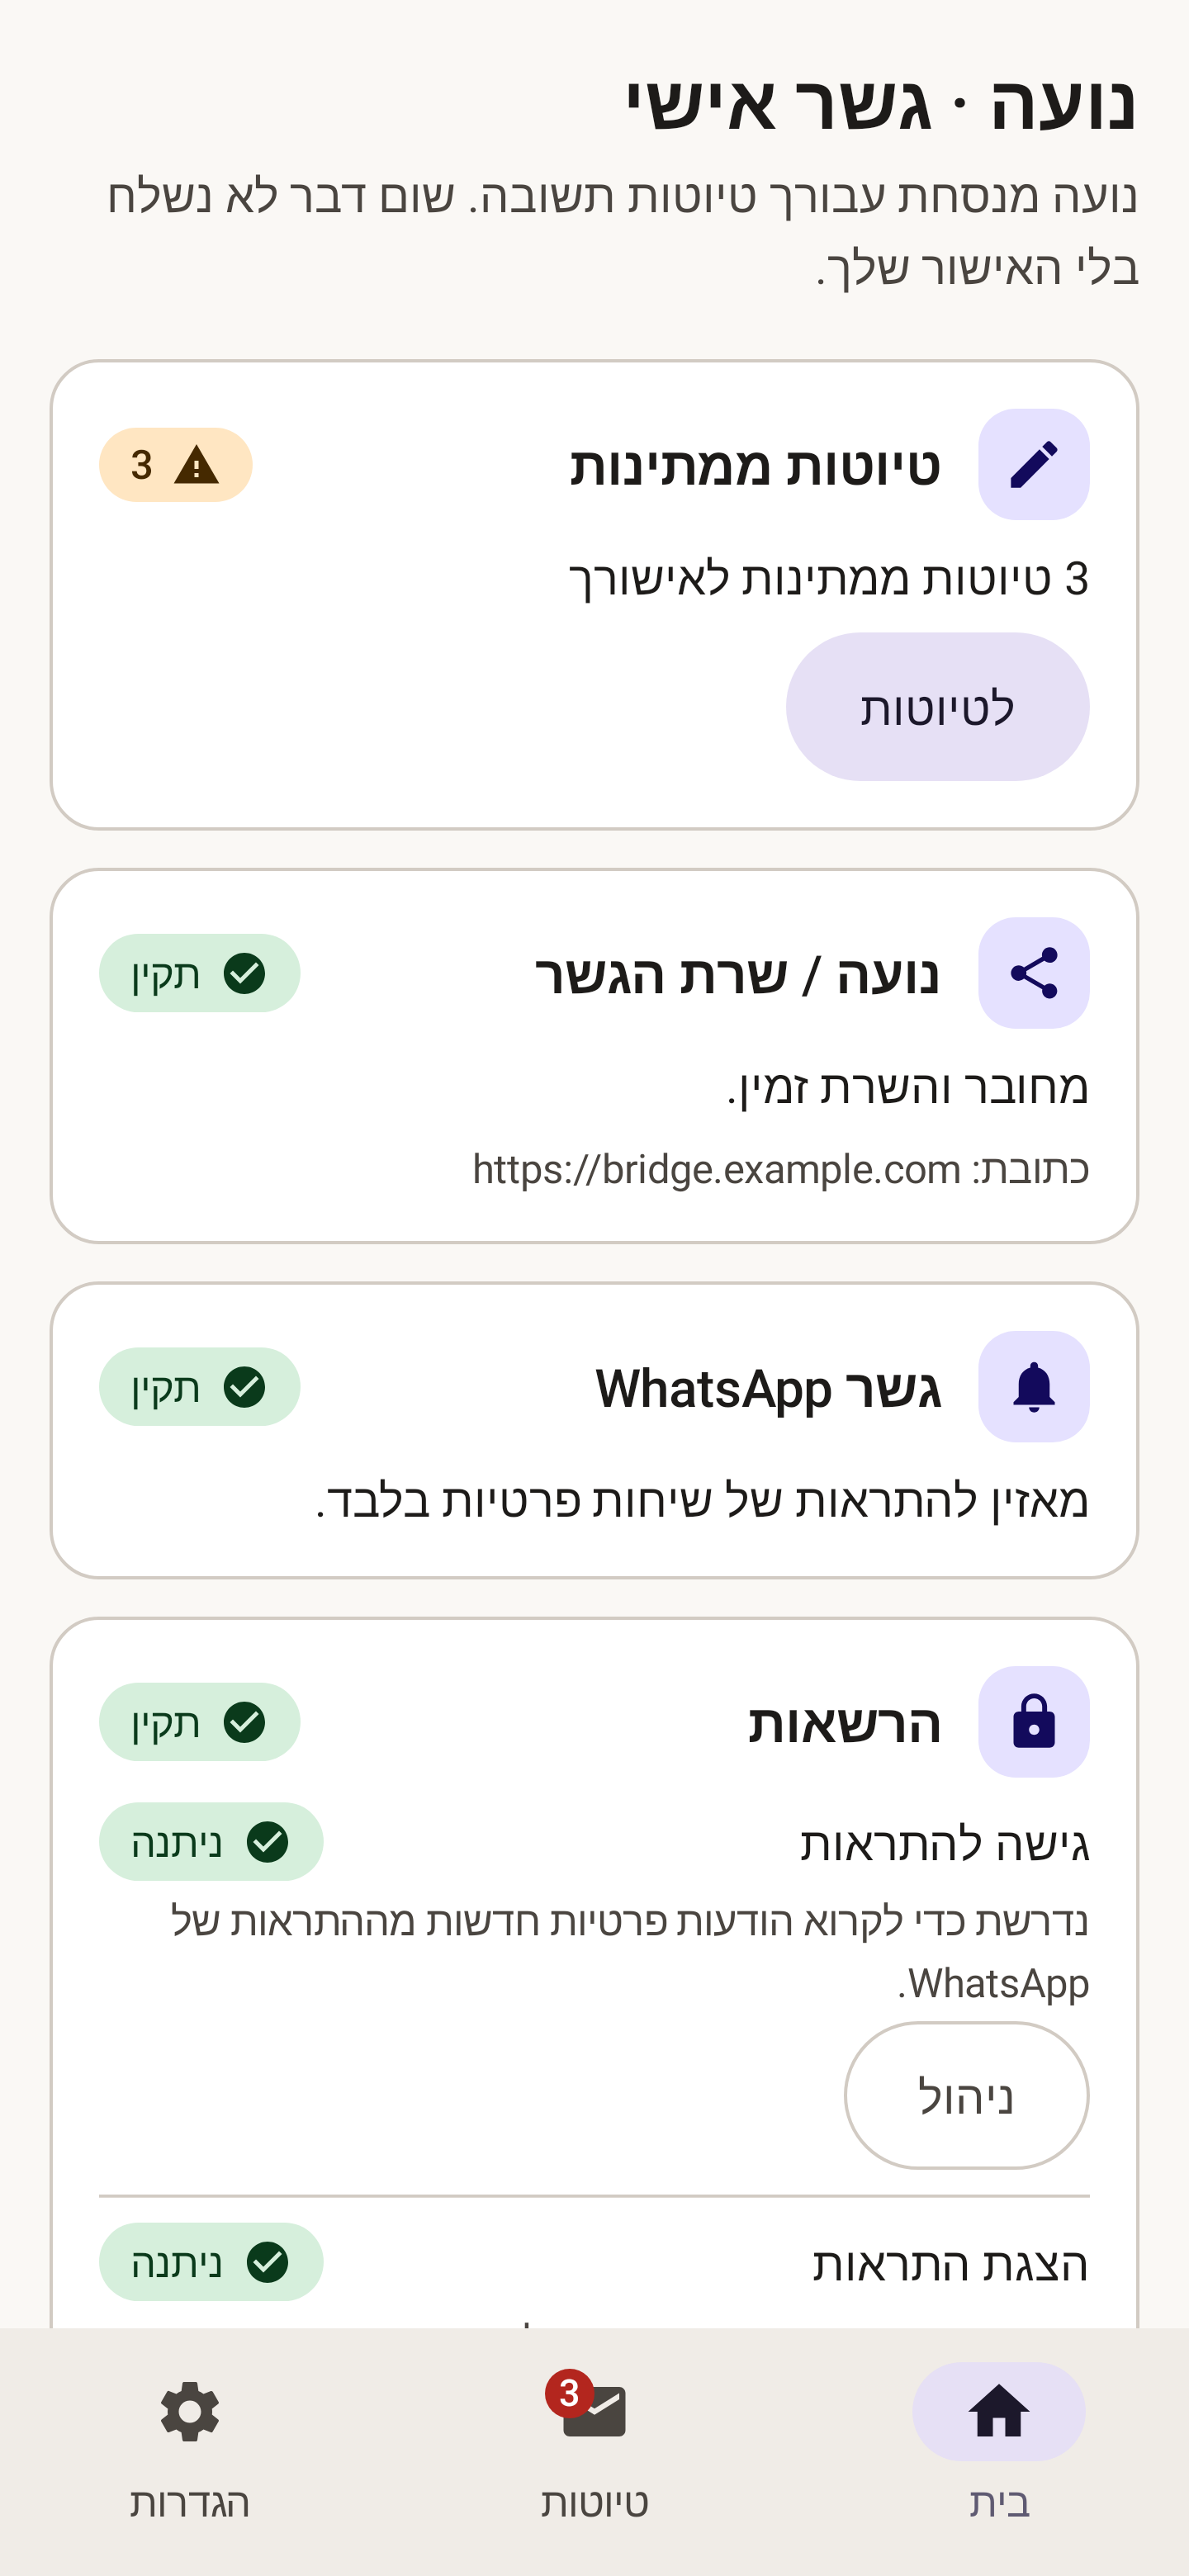 נועה · גשר אישי
נועה מנסחת עבורך טיוטות תשובה. שום דבר לא נשלח
בלי האישור שלך.
טיוטות ממתינות
3
3 טיוטות ממתינות לאישורך
לטיוטות
נועה / שרת הגשר
תקין
מחובר והשרת זמין.
כתובת: https://bridge.example.com
גשר WhatsApp
תקין
מאזין להתראות של שיחות פרטיות בלבד.
הרשאות
תקין
גישה להתראות
ניתנה
נדרשת כדי לקרוא הודעות פרטיות חדשות מההתראות של
WhatsApp.
ניהול
הצגת התראות
ניתנה
בית
3
טיוטות
הגדרות